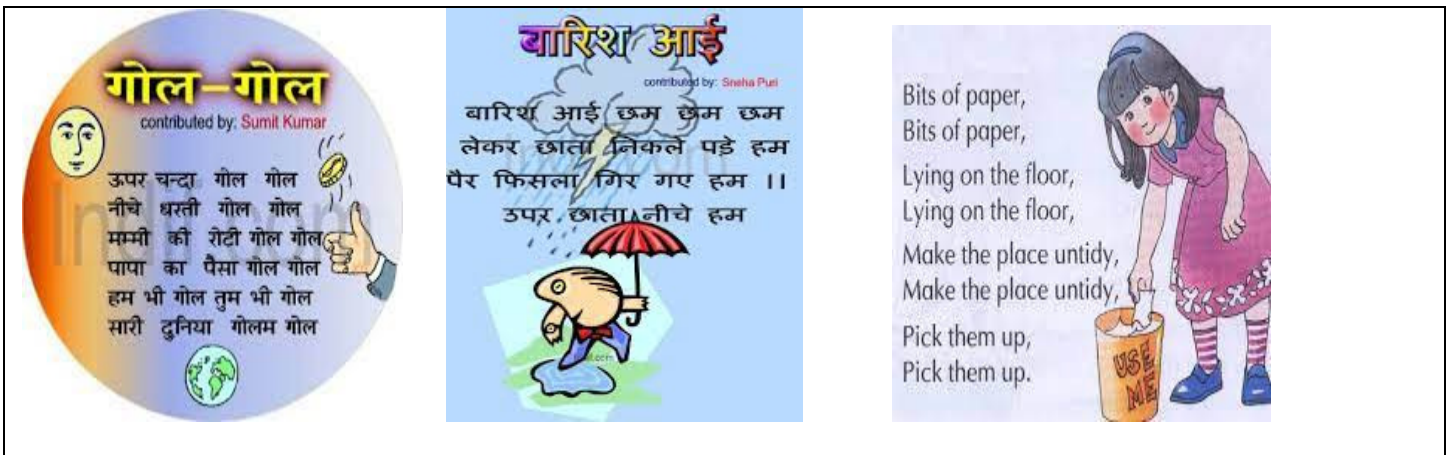 गोल–गोल
contributed by: Sumit Kumar
ऊपर चन्दा गोल गोल
नीचे धरती गोल गोल
मम्मी की रोटी गोल गोल
पापा का पैसा गोल गोल
हम भी गोल तुम भी गोल
सारी दुनिया गोलम गोल
बारिश आई
contributed by: Sneha Puri
बारिश आई छम छम छम
लेकर छाता निकले पड़े हम
पैर फिसला गिर गए हम ।।
उपर छाता नीचे हम
Bits of paper,
Bits of paper,
Lying on the floor,
Lying on the floor,
Make the place untidy,
Make the place untidy,
Pick them up,
Pick them up.
USE
ME